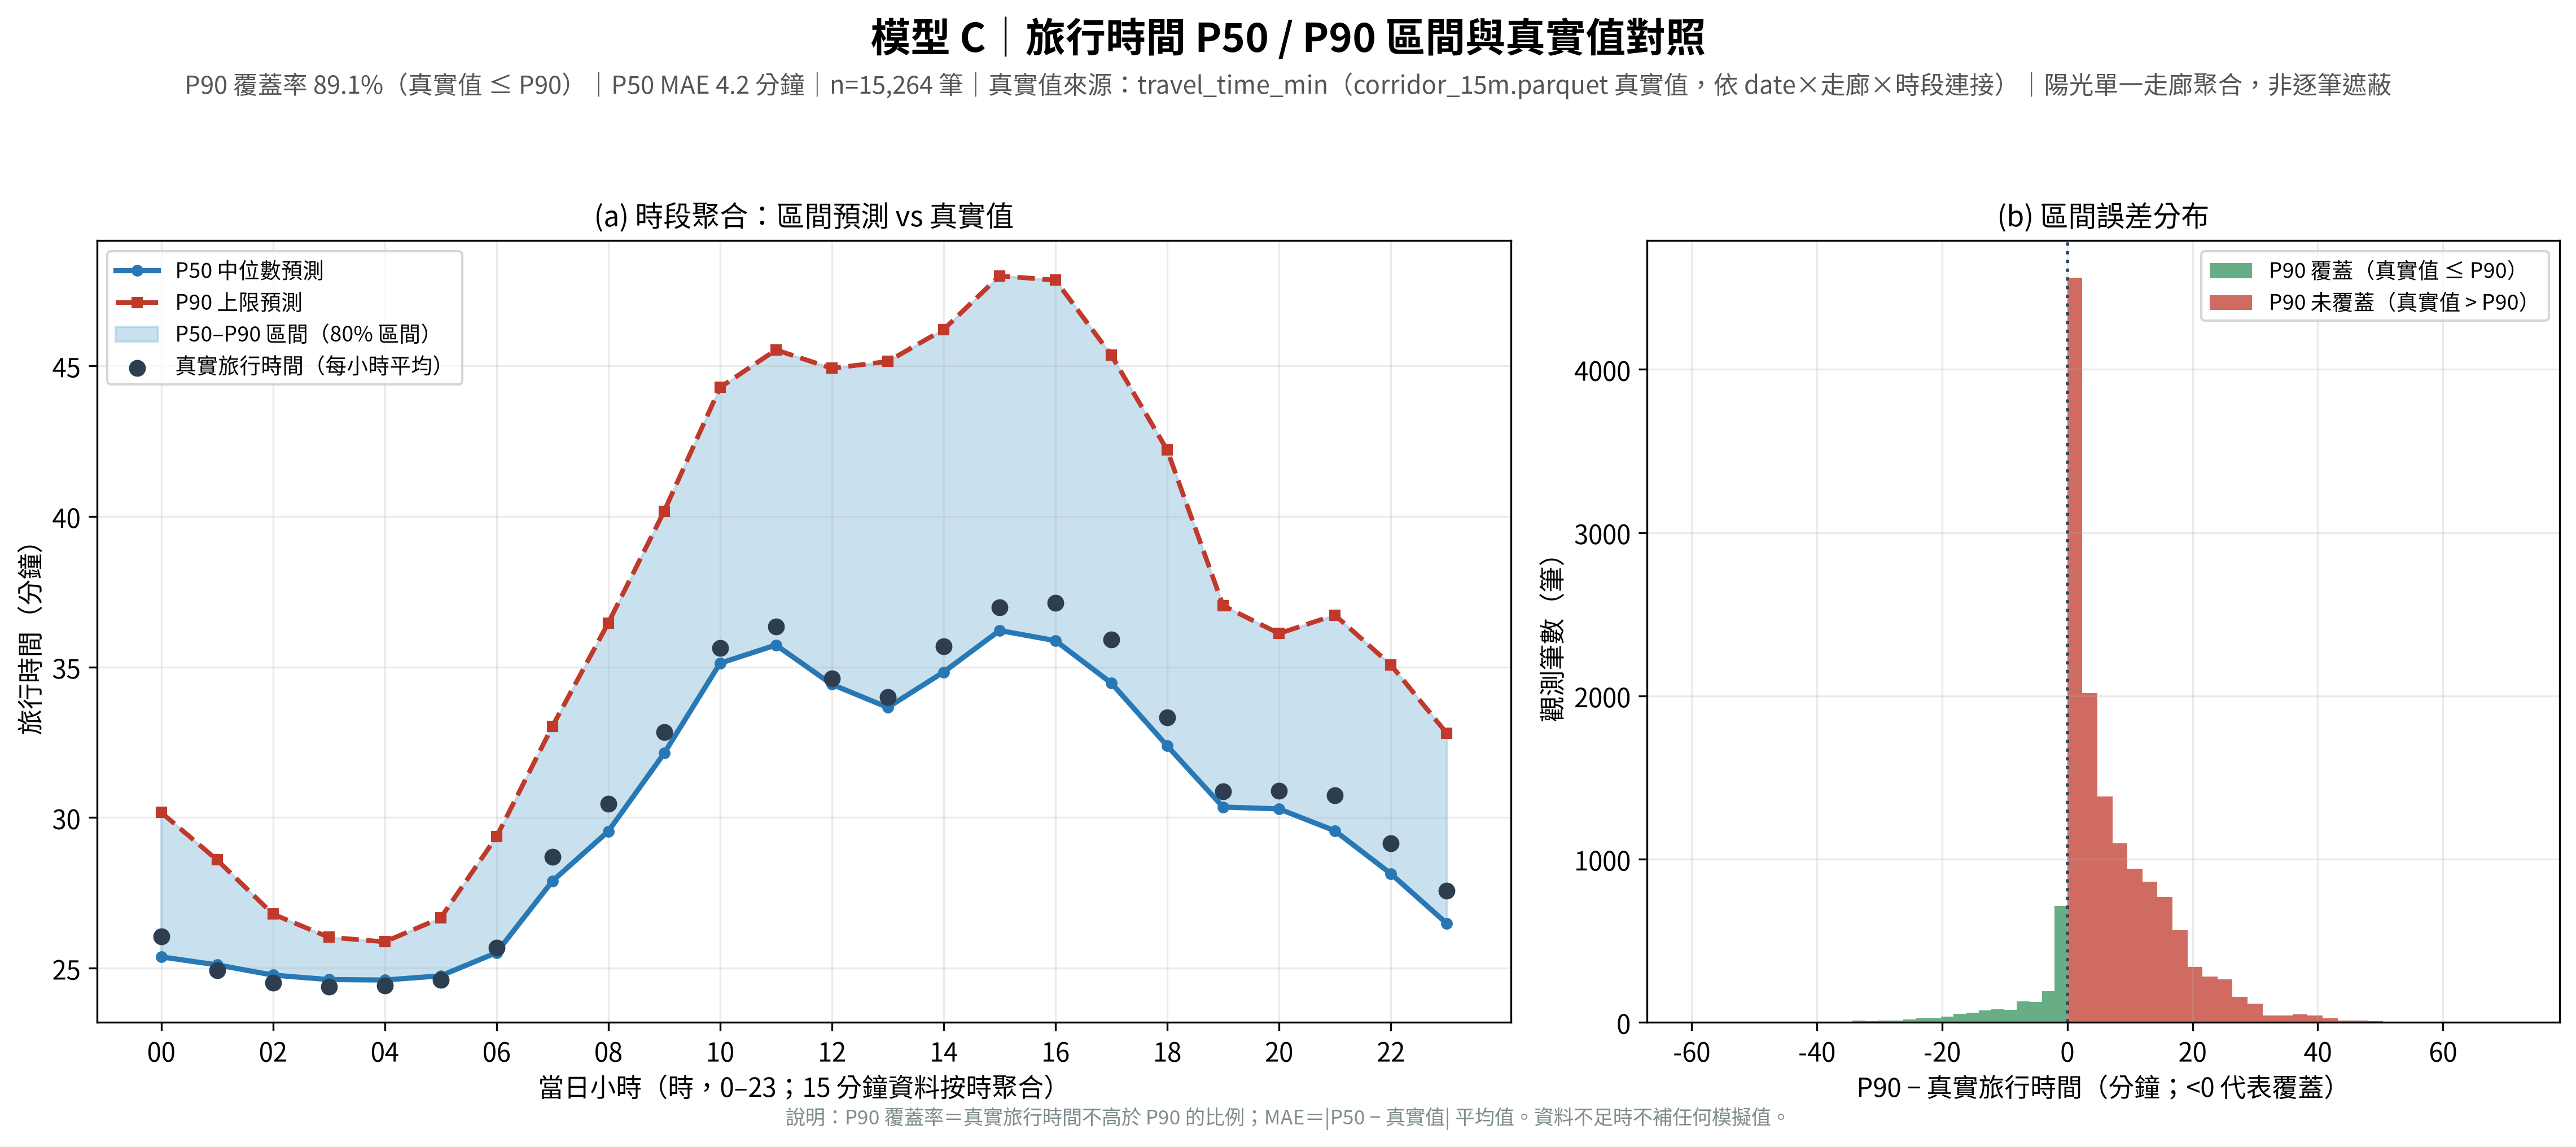 模型 C｜旅行時間 P50 / P90 區間與真實值對照
P90 覆蓋率 89.1%（真實值 ≤ P90）｜P50 MAE 4.2 分鐘｜n=15,264 筆｜真實值來源：travel_time_min（corridor_15m.parquet 真實值，依 date×走廊×時段連接）｜陽光單一走廊聚合，非逐筆遮蔽
(a) 時段聚合：區間預測 vs 真實值
P50 中位數預測
P90 上限預測
P50–P90 區間（80% 區間）
真實旅行時間（每小時平均）
45
40
35
30
25
旅行時間（分鐘）
00 02 04 06 08 10 12 14 16 18 20 22
當日小時（時，0–23；15 分鐘資料按時聚合）
(b) 區間誤差分布
P90 覆蓋（真實值 ≤ P90）
P90 未覆蓋（真實值 > P90）
4000
3000
2000
1000
0
觀測筆數（筆）
-60 -40 -20 0 20 40 60
P90 − 真實旅行時間（分鐘；<0 代表覆蓋）
說明：P90 覆蓋率＝真實旅行時間不高於 P90 的比例；MAE＝|P50 − 真實值| 平均值。資料不足時不補任何模擬值。